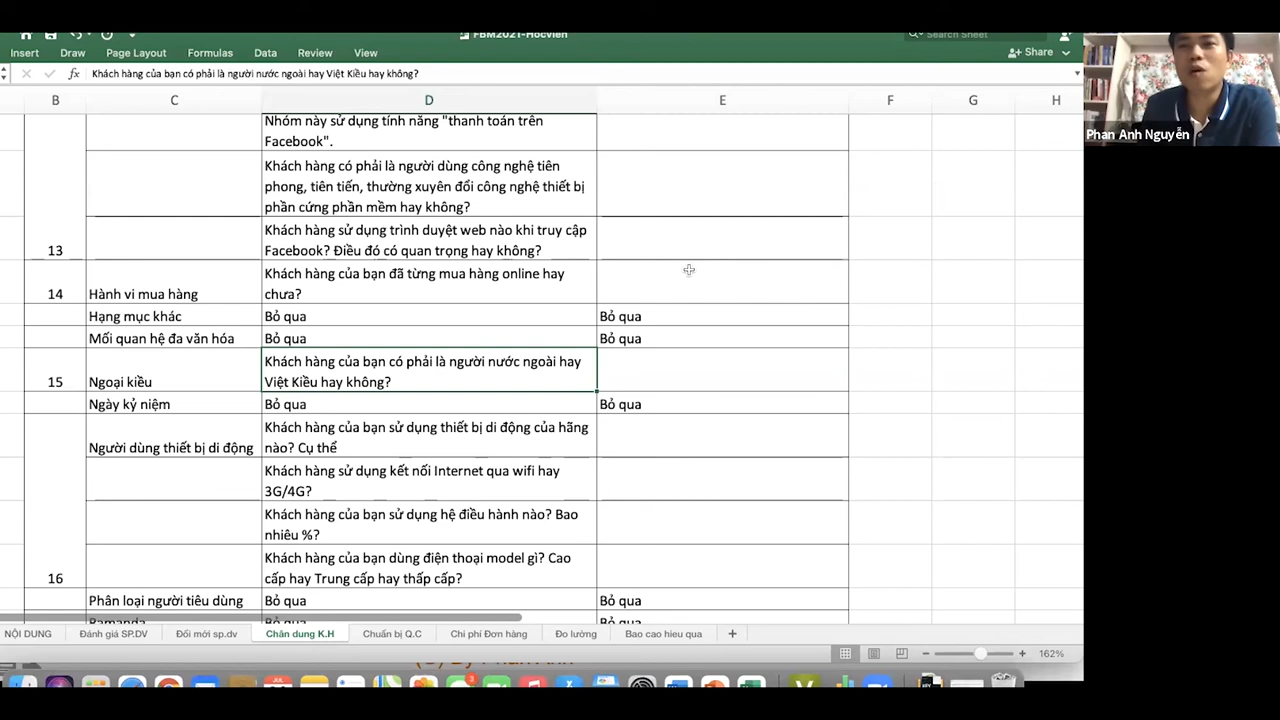 FBM2021-Hocvien
Search Sheet
Insert Draw Page Layout Formulas Data Review View Share
fx Khách hàng của bạn có phải là người nước ngoài hay Việt Kiều hay không?
B C D E F G H
Nhóm này sử dụng tính năng "thanh toán trên
Facebook".
Khách hàng có phải là người dùng công nghệ tiên
phong, tiên tiến, thường xuyên đổi công nghệ thiết bị
phần cứng phần mềm hay không?
Khách hàng sử dụng trình duyệt web nào khi truy cập
13 Facebook? Điều đó có quan trọng hay không?
Khách hàng của bạn đã từng mua hàng online hay
14 Hành vi mua hàng chưa?
Hạng mục khác Bỏ qua Bỏ qua
Mối quan hệ đa văn hóa Bỏ qua Bỏ qua
Khách hàng của bạn có phải là người nước ngoài hay
15 Ngoại kiều Việt Kiều hay không?
Ngày kỷ niệm Bỏ qua Bỏ qua
Khách hàng của bạn sử dụng thiết bị di động của hãng
Người dùng thiết bị di động nào? Cụ thể
Khách hàng sử dụng kết nối Internet qua wifi hay
3G/4G?
Khách hàng của bạn sử dụng hệ điều hành nào? Bao
nhiêu %?
Khách hàng của bạn dùng điện thoại model gì? Cao
16 cấp hay Trung cấp hay thấp cấp?
Phân loại người tiêu dùng Bỏ qua Bỏ qua
Ramanda Bỏ qua Bỏ qua
NỘI DUNG Đánh giá SP.DV Đổi mới sp.dv Chân dung K.H Chuẩn bị Q.C Chi phí Đơn hàng Đo lường Bao cao hieu qua
162%
(C) By Phan Anh
Phan Anh Nguyễn